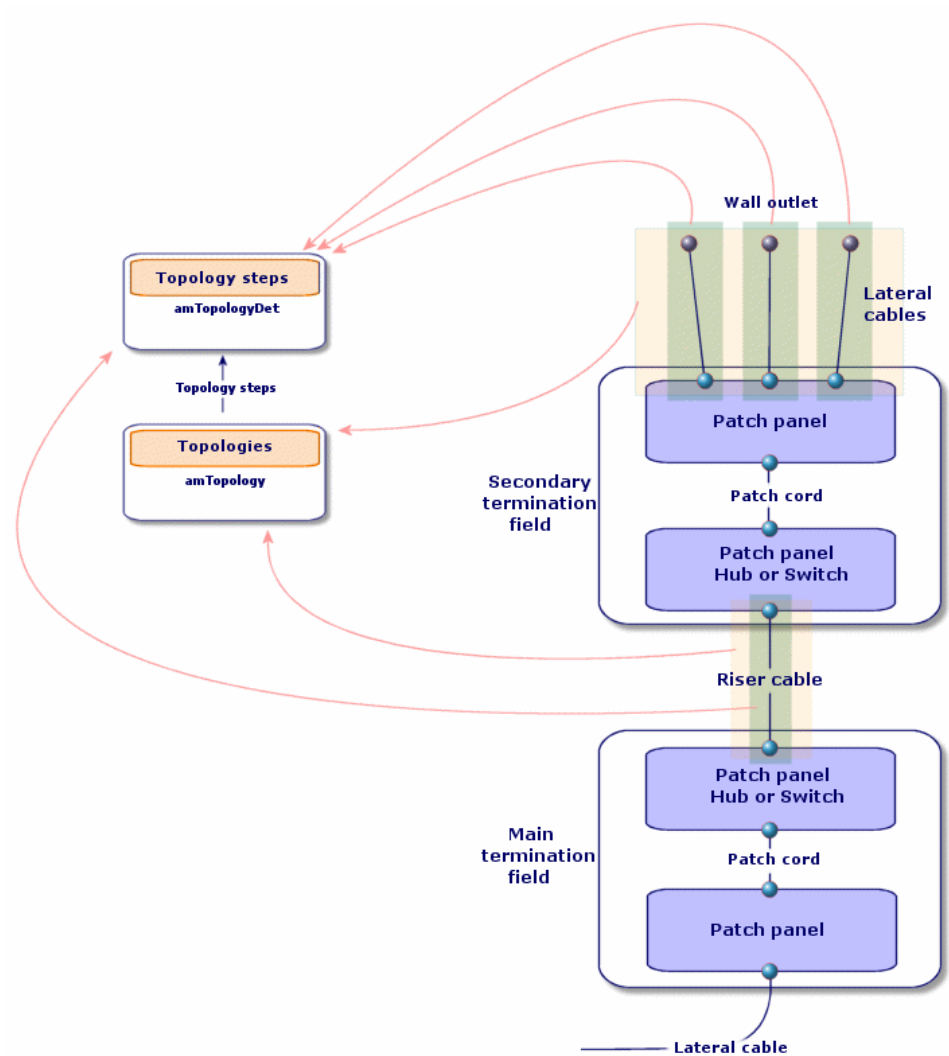 Wall outlet
Topology steps
amTopologyDet
Lateral
cables
Topology steps
Patch panel
Topologies
amTopology
Secondary
termination
field
Patch cord
Patch panel
Hub or Switch
Riser cable
Patch panel
Hub or Switch
Main
termination
field
Patch cord
Patch panel
Lateral cable